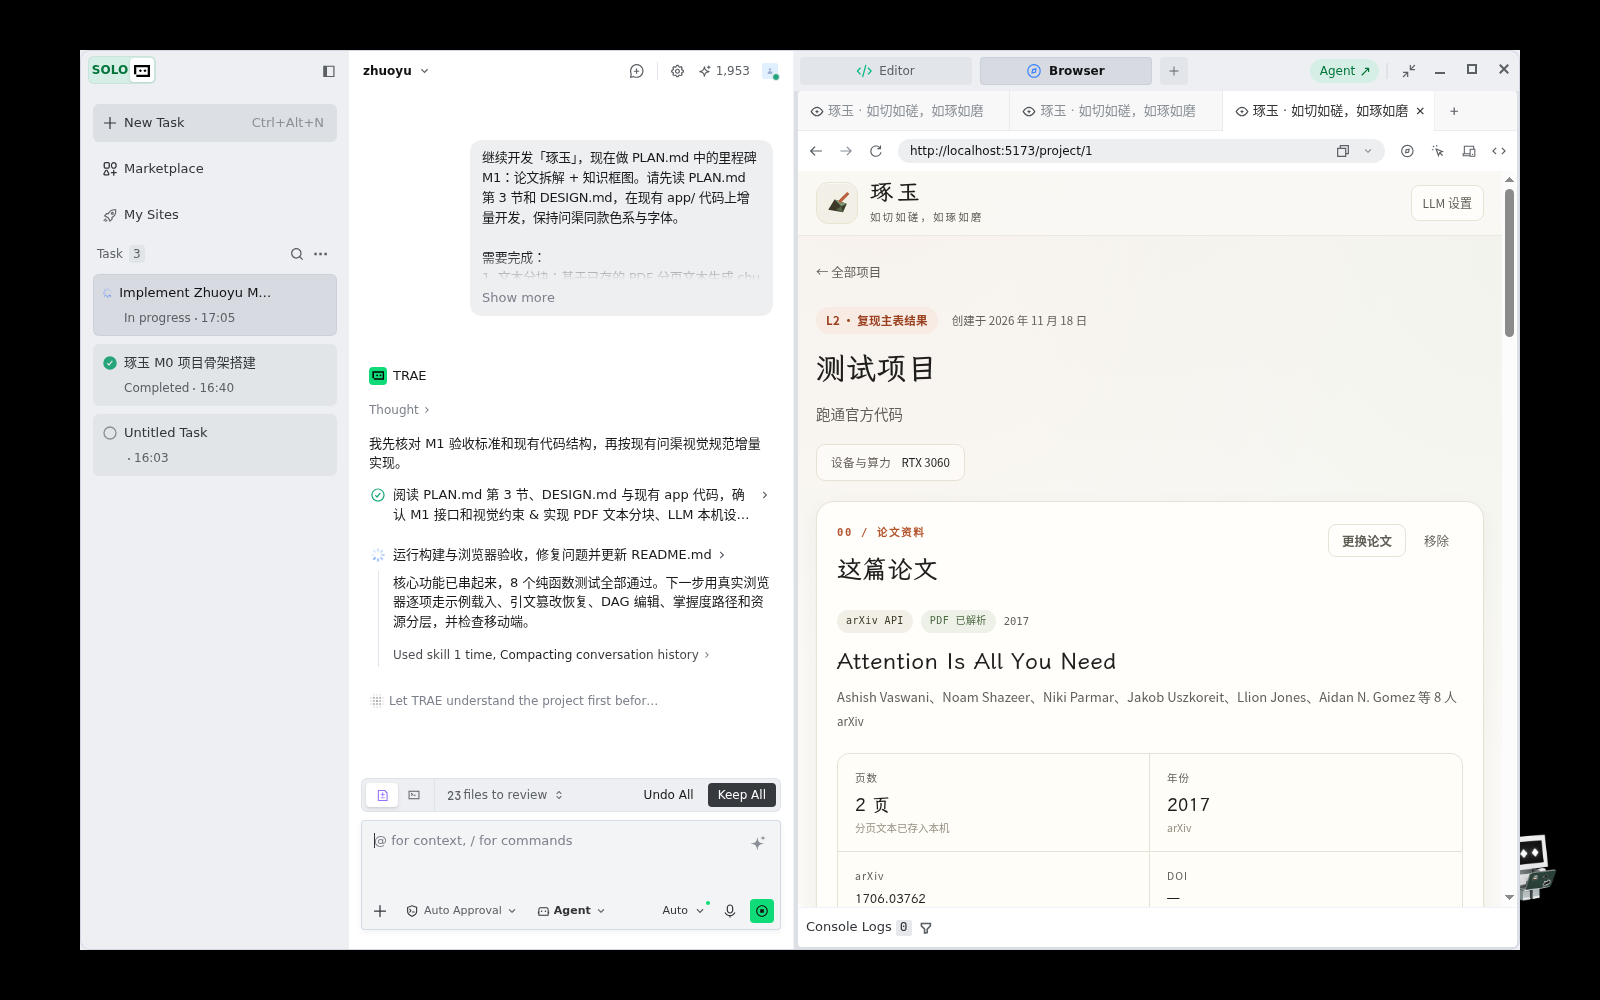 SOLO
New Task Ctrl+Alt+N
Marketplace
My Sites
Task 3
Implement Zhuoyu M...
In progress · 17:05
琢玉 M0 项目骨架搭建
Completed · 16:40
Untitled Task
· 16:03
zhuoyu
1,953
继续开发「琢玉」，现在做 PLAN.md 中的里程碑
M1：论文拆解 + 知识框图。请先读 PLAN.md
第 3 节和 DESIGN.md，在现有 app/ 代码上增
量开发，保持问渠同款色系与字体。
需要完成：
1. 文本分块：基于已存的 PDF 分页文本生成 chu
Show more
TRAE
Thought
我先核对 M1 验收标准和现有代码结构，再按现有问渠视觉规范增量
实现。
阅读 PLAN.md 第 3 节、DESIGN.md 与现有 app 代码，确
认 M1 接口和视觉约束 & 实现 PDF 文本分块、LLM 本机设...
运行构建与浏览器验收，修复问题并更新 README.md
核心功能已串起来，8 个纯函数测试全部通过。下一步用真实浏览
器逐项走示例载入、引文篡改恢复、DAG 编辑、掌握度路径和资
源分层，并检查移动端。
Used skill 1 time, Compacting conversation history
Let TRAE understand the project first befor...
23 files to review Undo All Keep All
@ for context, / for commands
Auto Approval Agent Auto
Editor Browser Agent
琢玉 · 如切如磋，如琢如磨 琢玉 · 如切如磋，如琢如磨 琢玉 · 如切如磋，如琢如磨
http://localhost:5173/project/1
琢玉
如切如磋，如琢如磨
LLM 设置
← 全部项目
L2 · 复现主表结果 创建于 2026 年 11 月 18 日
测试项目
跑通官方代码
设备与算力 RTX 3060
00 / 论文资料
这篇论文
更换论文 移除
arXiv API PDF 已解析 2017
Attention Is All You Need
Ashish Vaswani、Noam Shazeer、Niki Parmar、Jakob Uszkoreit、Llion Jones、Aidan N. Gomez 等 8 人
arXiv
页数 年份
2 页 2017
分页文本已存入本机 arXiv
arXiv DOI
1706.03762 —
Console Logs 0